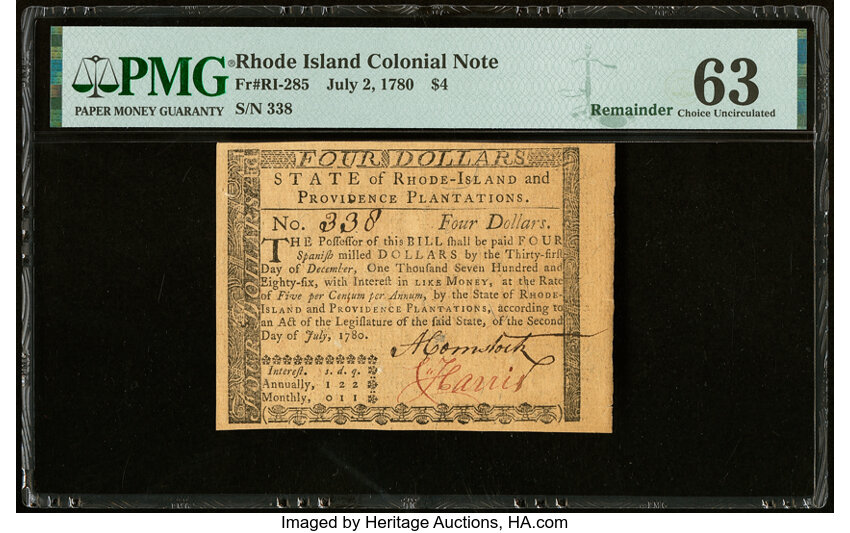 PMG
PAPER MONEY GUARANTY
Rhode Island Colonial Note
Fr#RI-285 July 2, 1780 $4
S/N 338
Remainder
63
Choice Uncirculated
FOUR DOLLARS
STATE of RHODE-ISLAND and
PROVIDENCE PLANTATIONS.
No. 338 Four Dollars.
THE Poſſeſſor of this BILL ſhall be paid FOUR
Spaniſh milled DOLLARS by the Thirty-firſt
Day of December, One Thouſand Seven Hundred and
Eighty-ſix, with Intereſt in LIKE MONEY, at the Rate
of Five per Centum per Annum, by the State of RHODE-
ISLAND and PROVIDENCE PLANTATIONS, according to
an Act of the Legiſlature of the ſaid State, of the Second
Day of July, 1780.
AComstock
Harris
Intereſt. s. d. q.
Annually, 1 2 2
Monthly, 0 1 1
Imaged by Heritage Auctions, HA.com